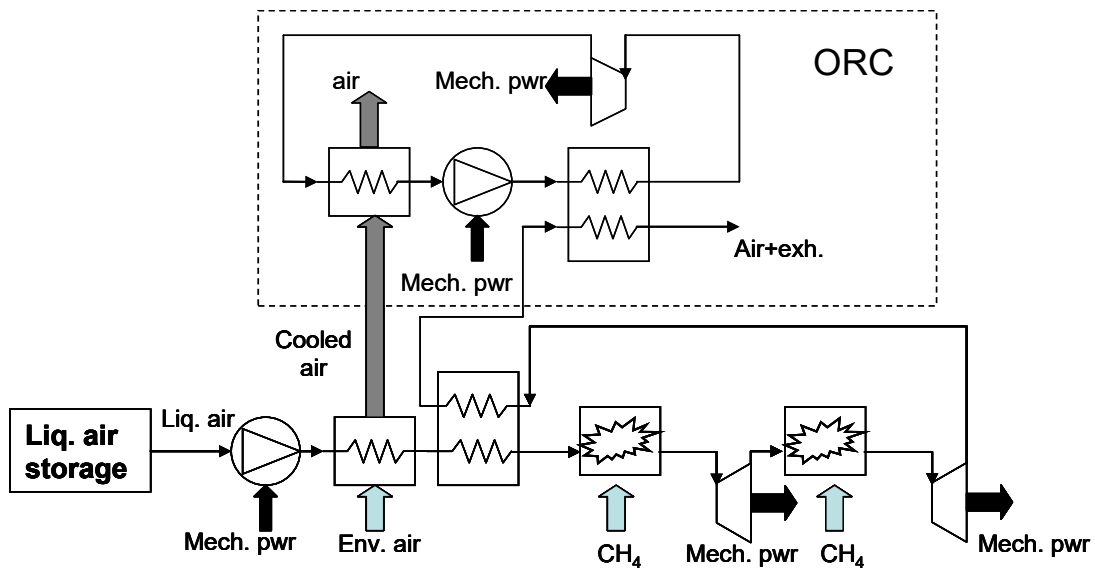 ORC
air
Mech. pwr
Mech. pwr
Air+exh.
Cooled
air
Liq. air
Liq. air
storage
Mech. pwr
Env. air
CH₄
Mech. pwr
CH₄
Mech. pwr